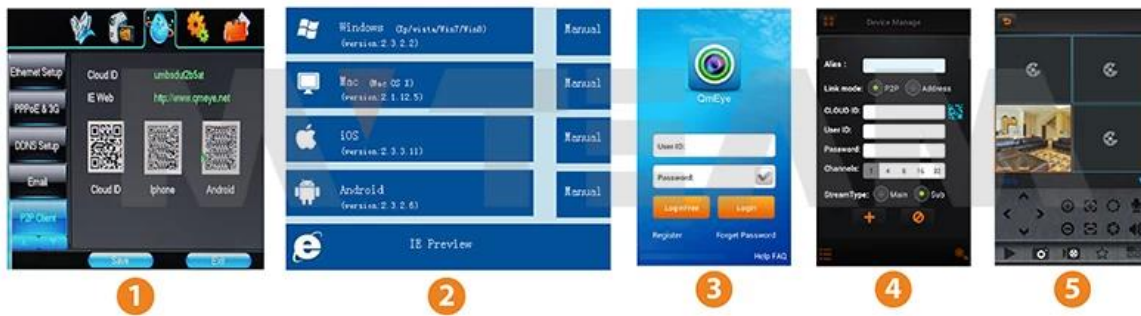 Ethernet Setup
PPPoE & 3G
DDNS Setup
Email
P2P Client
Cloud ID
IE Web http://www.qmeye.net
Cloud ID Iphone Android
Save Exit
1
Windows (Xp/vista/Win7/Win8)
(version:2.3.2.2)
Manual
Mac (Mac OS X)
(version:2.1.12.5)
Manual
iOS
(version:2.3.3.11)
Manual
Android
(version:2.3.2.6)
Manual
IE Preview
2
QmEye
User ID:
Password:
Login Free Login
Register Forget Password
Help FAQ
3
Device Manage
Alias :
Link mode: P2P Address
CLOUD ID:
User ID:
Password:
Channels: 1 4 8 16 32
StreamType: Main Sub
4
5
MVTEAM